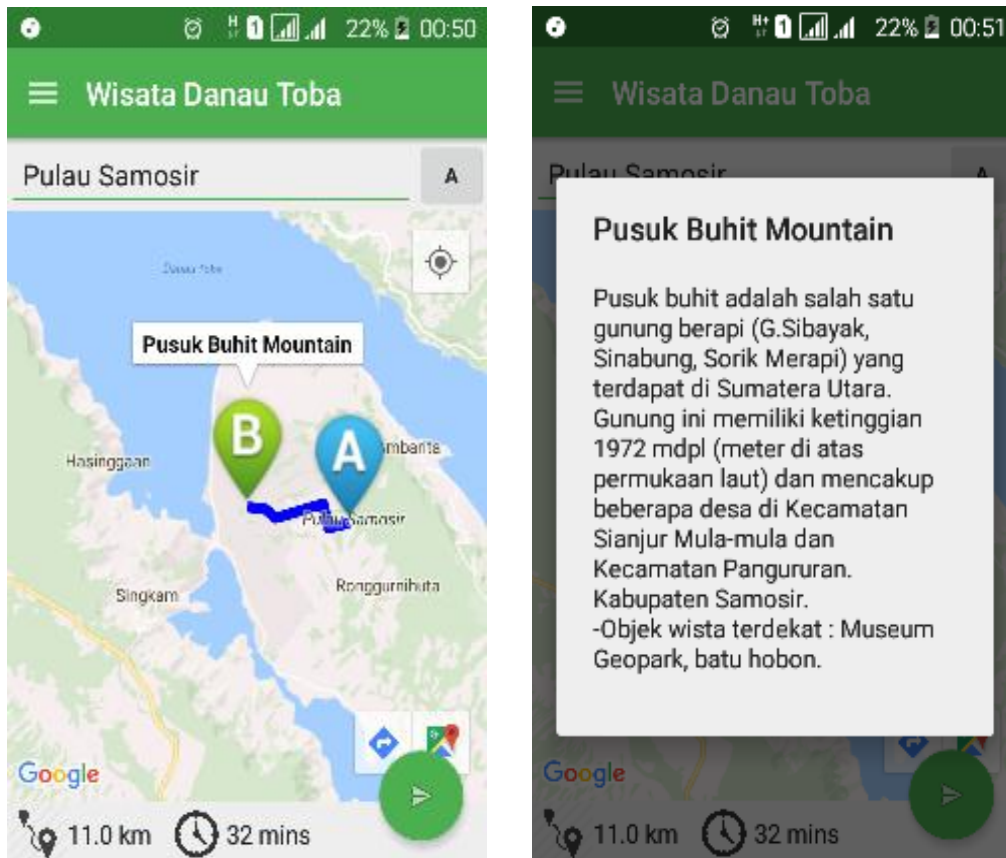 H 1 22% 00:50
Wisata Danau Toba
Pulau Samosir
A
Danau Toba
Pusuk Buhit Mountain
B
A
mbarita
Hasinggaan
Pulau Samosir
Singkam
Ronggurnihuta
Google
11.0 km 32 mins
H+ 1 22% 00:51
Wisata Danau Toba
Pulau Samosir
A
Pusuk Buhit Mountain
Pusuk buhit adalah salah satu
gunung berapi (G.Sibayak,
Sinabung, Sorik Merapi) yang
terdapat di Sumatera Utara.
Gunung ini memiliki ketinggian
1972 mdpl (meter di atas
permukaan laut) dan mencakup
beberapa desa di Kecamatan
Sianjur Mula-mula dan
Kecamatan Pangururan.
Kabupaten Samosir.
-Objek wista terdekat : Museum
Geopark, batu hobon.
Google
11.0 km 32 mins